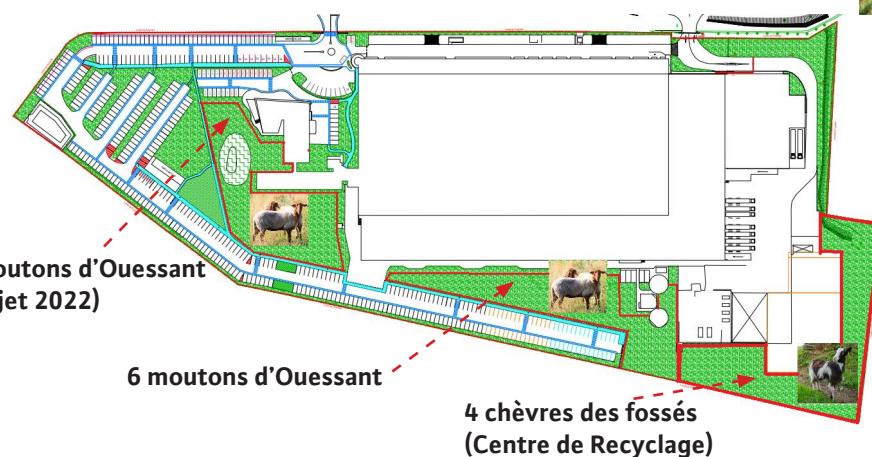 moutons d'Ouessant
jet 2022)
6 moutons d'Ouessant
4 chèvres des fossés
(Centre de Recyclage)